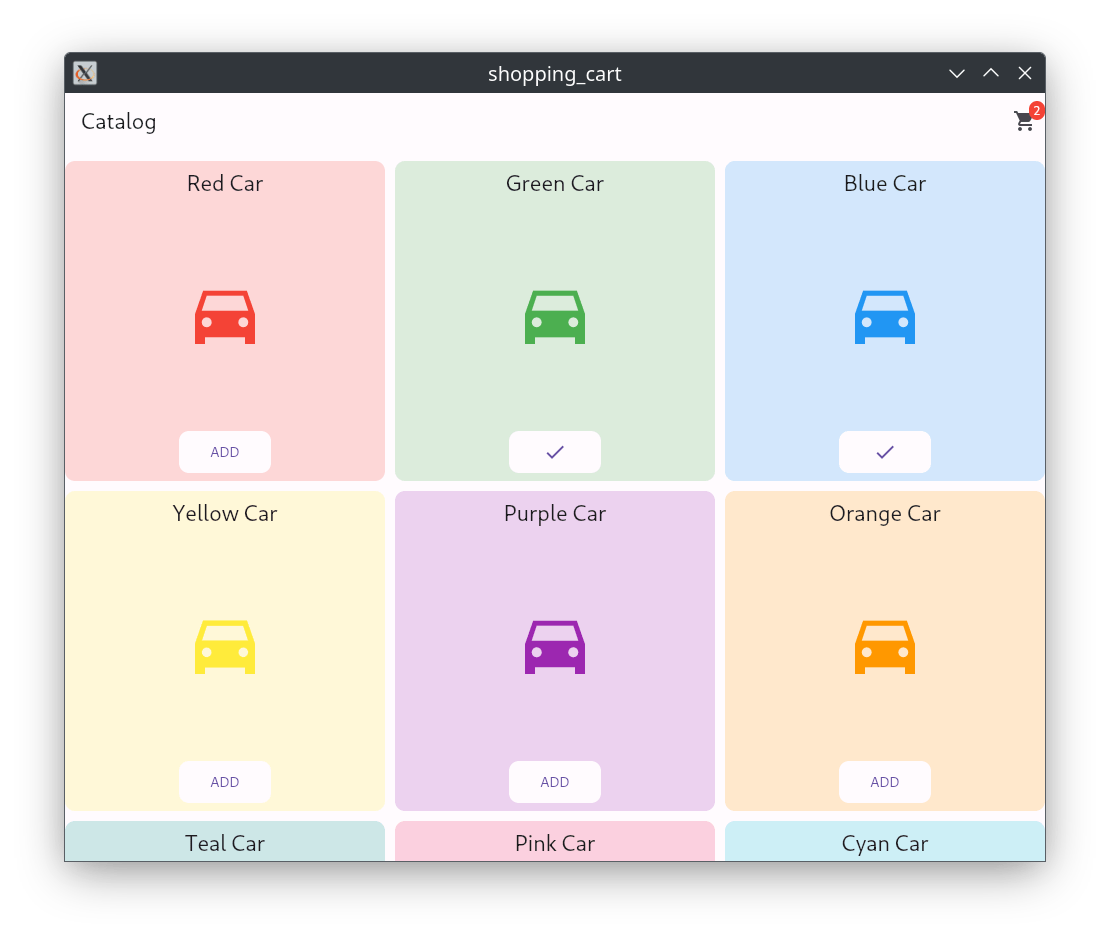 shopping_cart
Catalog
2
Red Car
Green Car
Blue Car
ADD
Yellow Car
Purple Car
Orange Car
ADD
ADD
ADD
Teal Car
Pink Car
Cyan Car